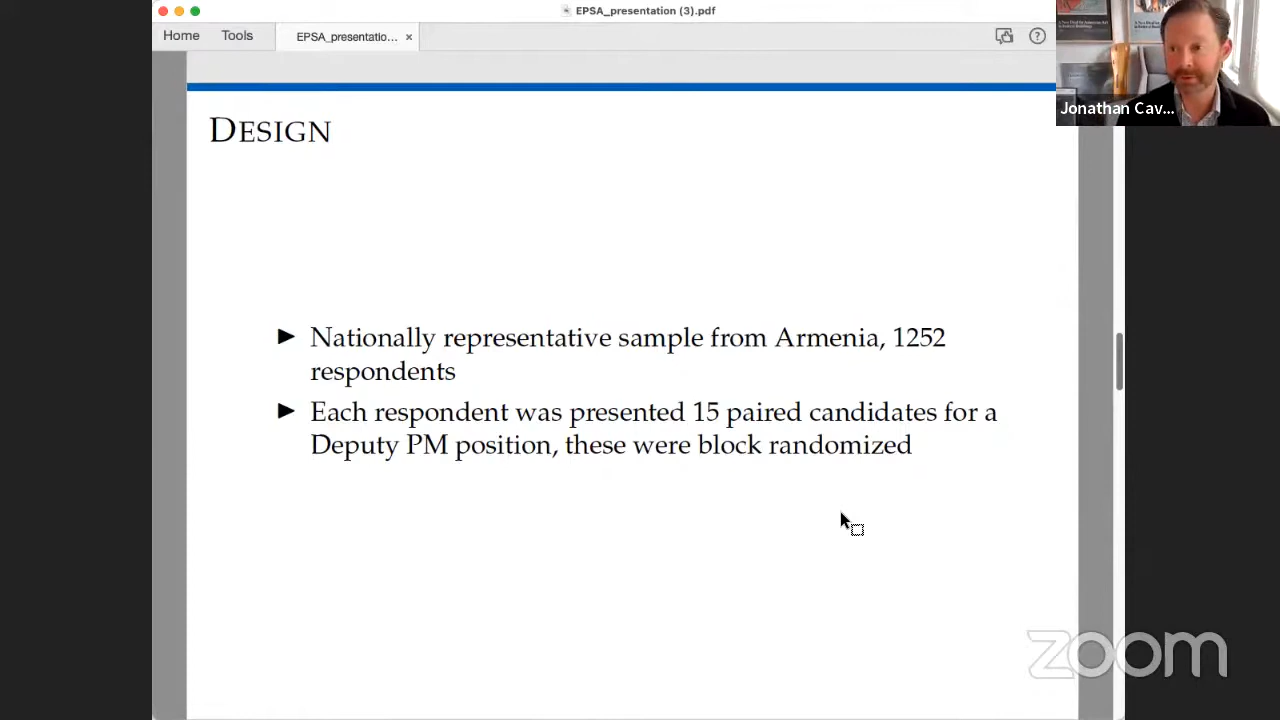 EPSA_presentation (3).pdf
Home
Tools
EPSA_presentatio... ×
Jonathan Cav...
DESIGN
► Nationally representative sample from Armenia, 1252
respondents
► Each respondent was presented 15 paired candidates for a
Deputy PM position, these were block randomized
zoom